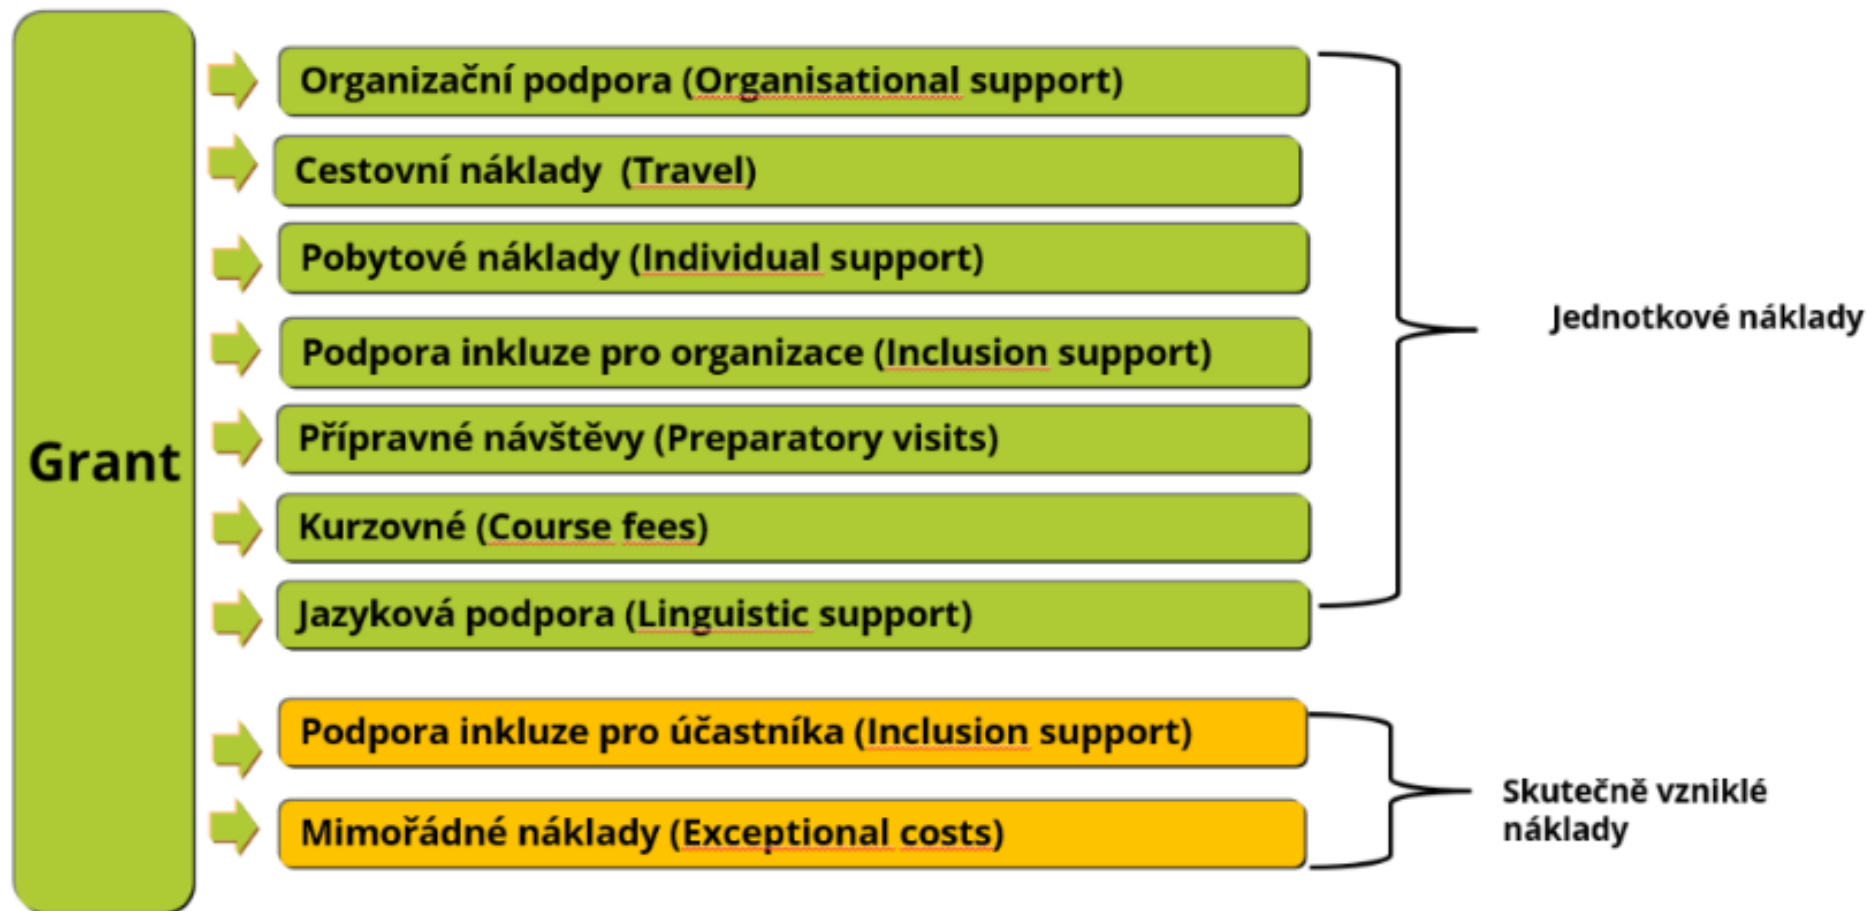 Grant
Organizační podpora (Organisational support)
Cestovní náklady (Travel)
Pobytové náklady (Individual support)
Podpora inkluze pro organizace (Inclusion support)
Přípravné návštěvy (Preparatory visits)
Kurzovné (Course fees)
Jazyková podpora (Linguistic support)
Jednotkové náklady
Podpora inkluze pro účastníka (Inclusion support)
Mimořádné náklady (Exceptional costs)
Skutečně vzniklé
náklady